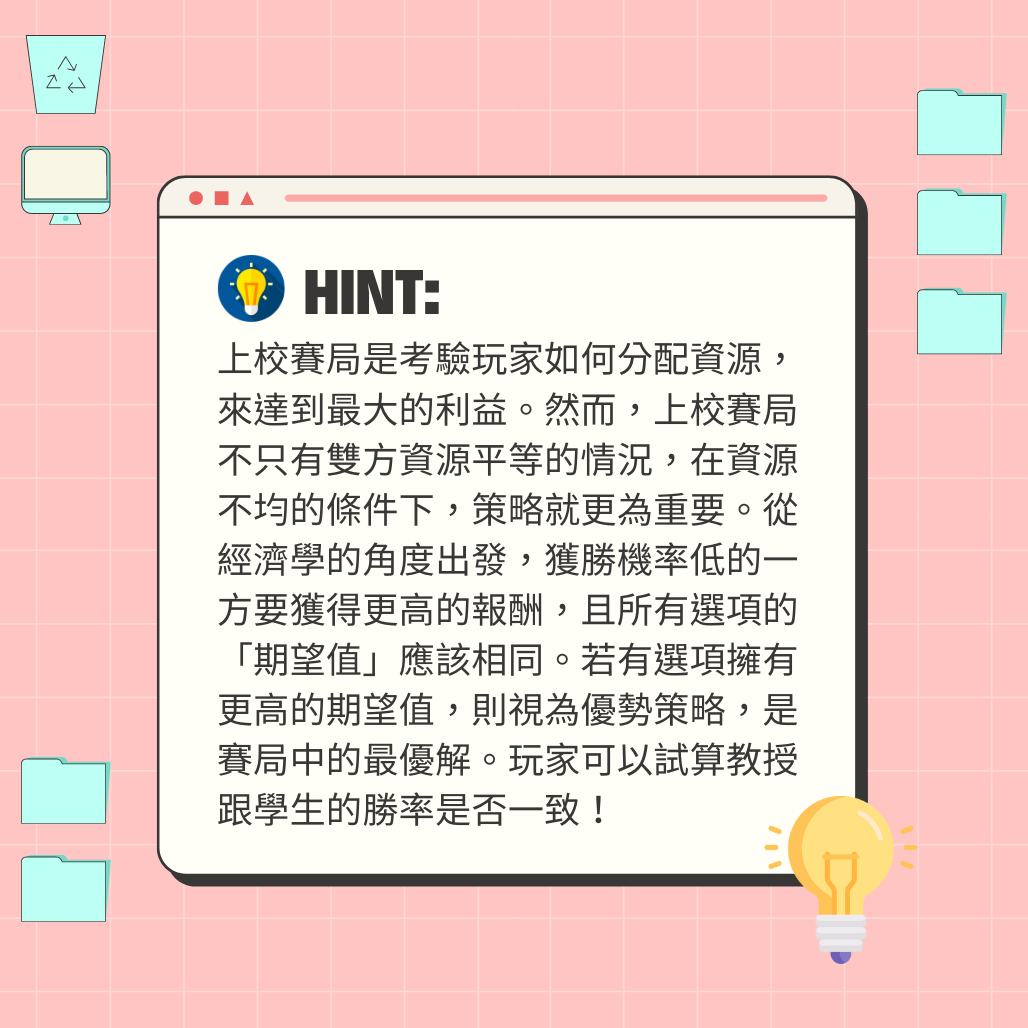 HINT:
上校賽局是考驗玩家如何分配資源，
來達到最大的利益。然而，上校賽局
不只有雙方資源平等的情況，在資源
不均的條件下，策略就更為重要。從
經濟學的角度出發，獲勝機率低的一
方要獲得更高的報酬，且所有選項的
「期望值」應該相同。若有選項擁有
更高的期望值，則視為優勢策略，是
賽局中的最優解。玩家可以試算教授
跟學生的勝率是否一致！